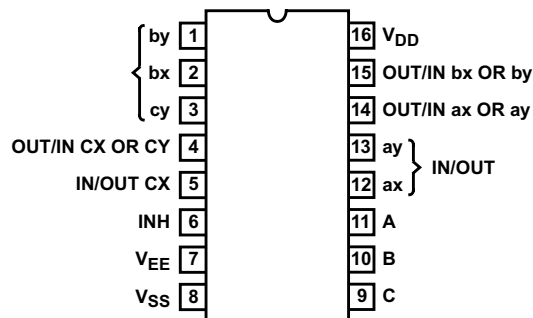 by 1
bx 2
cy 3
OUT/IN CX OR CY 4
IN/OUT CX 5
INH 6
VEE 7
VSS 8
16 VDD
15 OUT/IN bx OR by
14 OUT/IN ax OR ay
13 ay
IN/OUT
12 ax
11 A
10 B
9 C